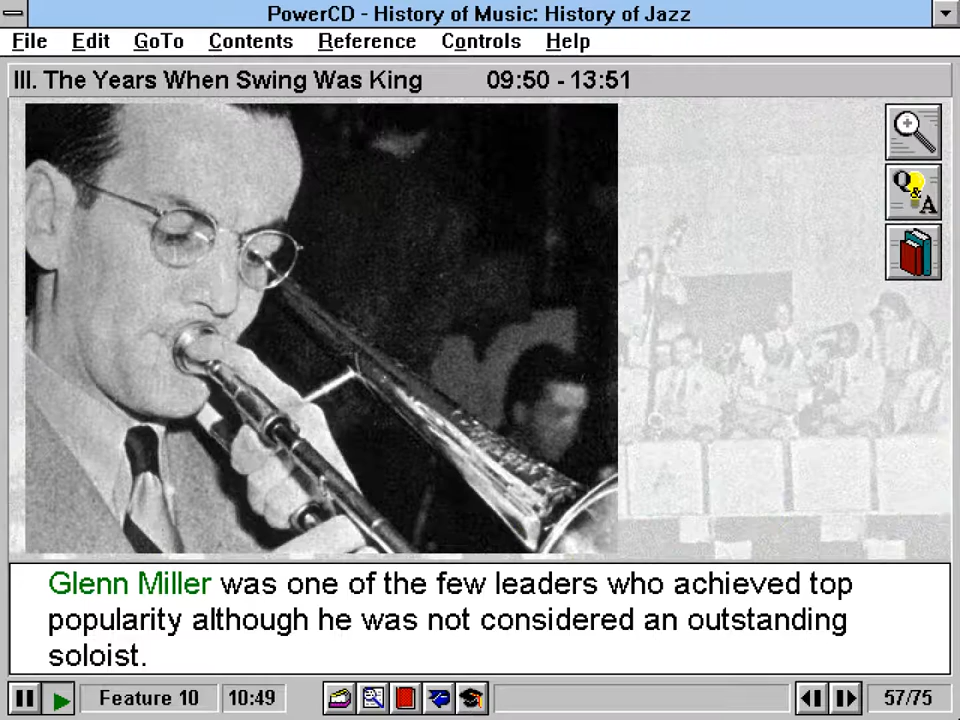 PowerCD - History of Music: History of Jazz
File Edit GoTo Contents Reference Controls Help
III. The Years When Swing Was King 09:50 - 13:51
Q & A
Glenn Miller was one of the few leaders who achieved top
popularity although he was not considered an outstanding
soloist.
Feature 10 10:49 57/75